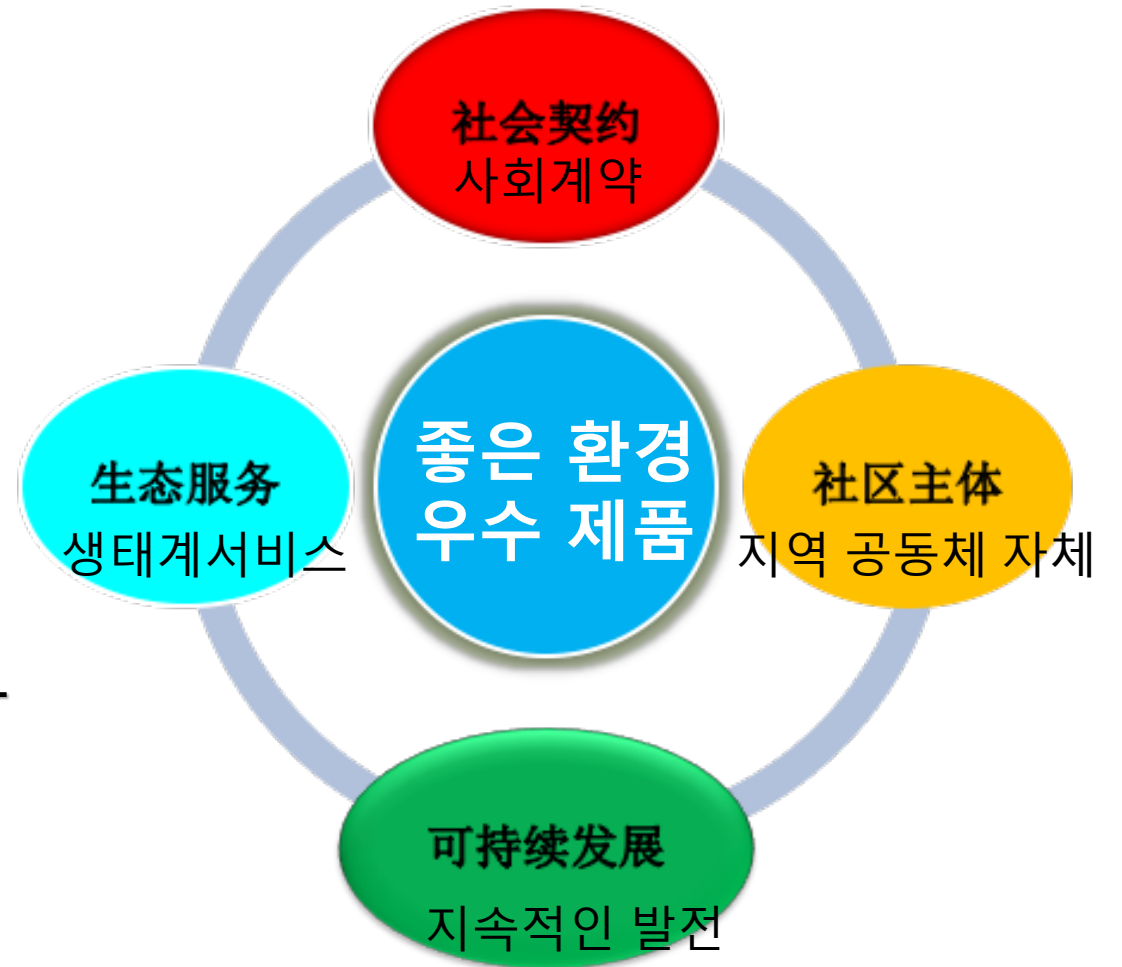 社会契约
사회계약
生态服务
생태계서비스
좋은 환경
우수 제품
社区主体
지역 공동체 자체
可持续发展
지속적인 발전